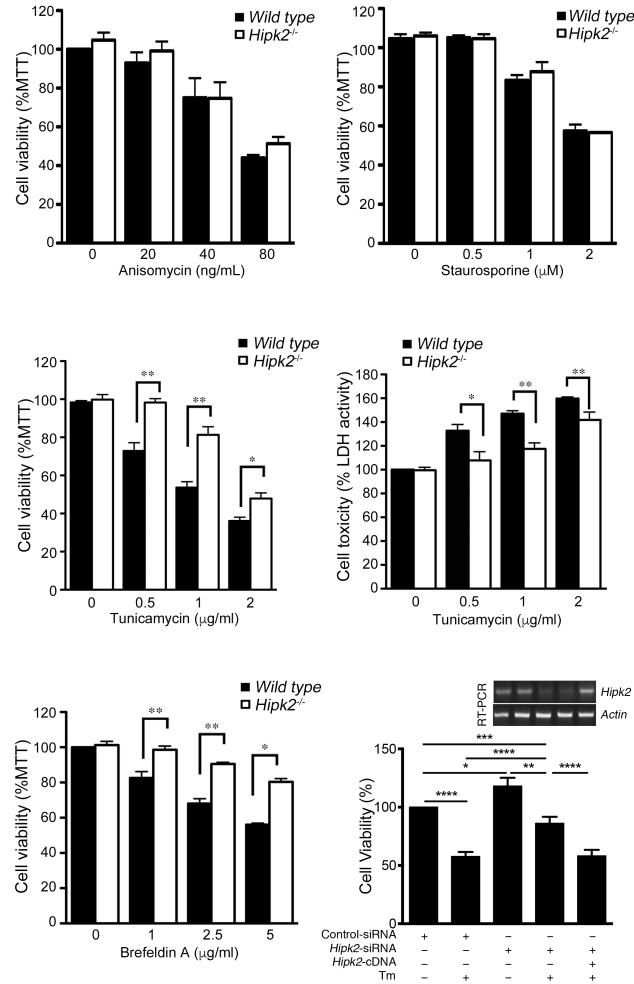 Wild type
Hipk2-/-
Cell viability (%MTT)
120
100
80
60
40
20
0
0 20 40 80
Anisomycin (ng/mL)
Wild type
Hipk2-/-
Cell viability (%MTT)
120
100
80
60
40
20
0
0 0.5 1 2
Staurosporine (μM)
Wild type
Hipk2-/-
Cell viability (%MTT)
120
100
80
60
40
20
0
**
**
*
0 0.5 1 2
Tunicamycin (μg/ml)
Wild type
Hipk2-/-
Cell toxicity (% LDH activity)
180
160
140
120
100
80
60
40
20
0
*
**
**
0 0.5 1 2
Tunicamycin (μg/ml)
Wild type
Hipk2-/-
Cell viability (%MTT)
120
100
80
60
40
20
0
**
**
*
0 1 2.5 5
Brefeldin A (μg/ml)
RT-PCR
Hipk2
Actin
Cell Viability (%)
150
100
50
0
***
****
* ** ****
****
Control-siRNA + + – – –
Hipk2-siRNA – – + + +
Hipk2-cDNA – – – – +
Tm – + – + +